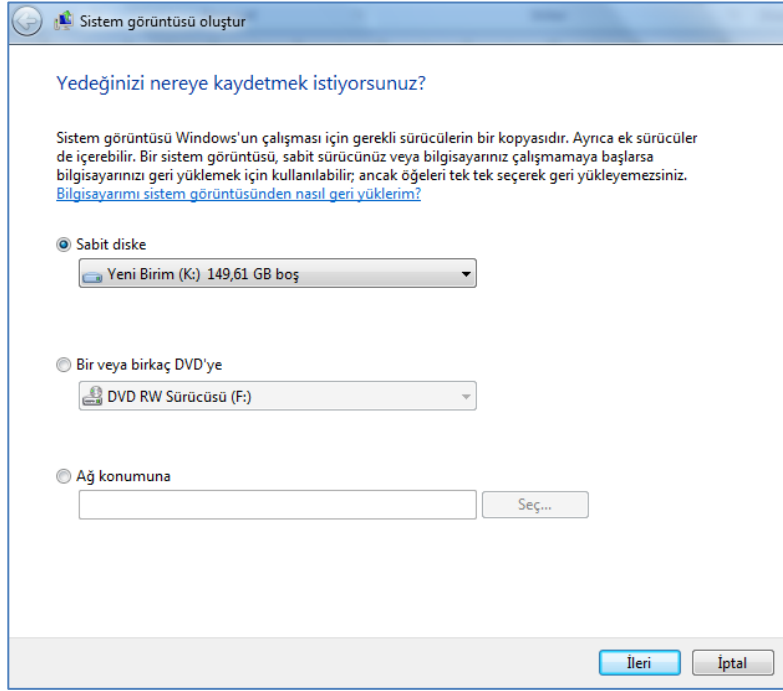 Sistem görüntüsü oluştur
Yedeğinizi nereye kaydetmek istiyorsunuz?
Sistem görüntüsü Windows'un çalışması için gerekli sürücülerin bir kopyasıdır. Ayrıca ek sürücüler
de içerebilir. Bir sistem görüntüsü, sabit sürücünüz veya bilgisayarınız çalışmamaya başlarsa
bilgisayarınızı geri yüklemek için kullanılabilir; ancak öğeleri tek tek seçerek geri yükleyemezsiniz.
Bilgisayarımı sistem görüntüsünden nasıl geri yüklerim?
Sabit diske
Yeni Birim (K:) 149,61 GB boş
Bir veya birkaç DVD'ye
DVD RW Sürücüsü (F:)
Ağ konumuna
Seç...
İleri İptal